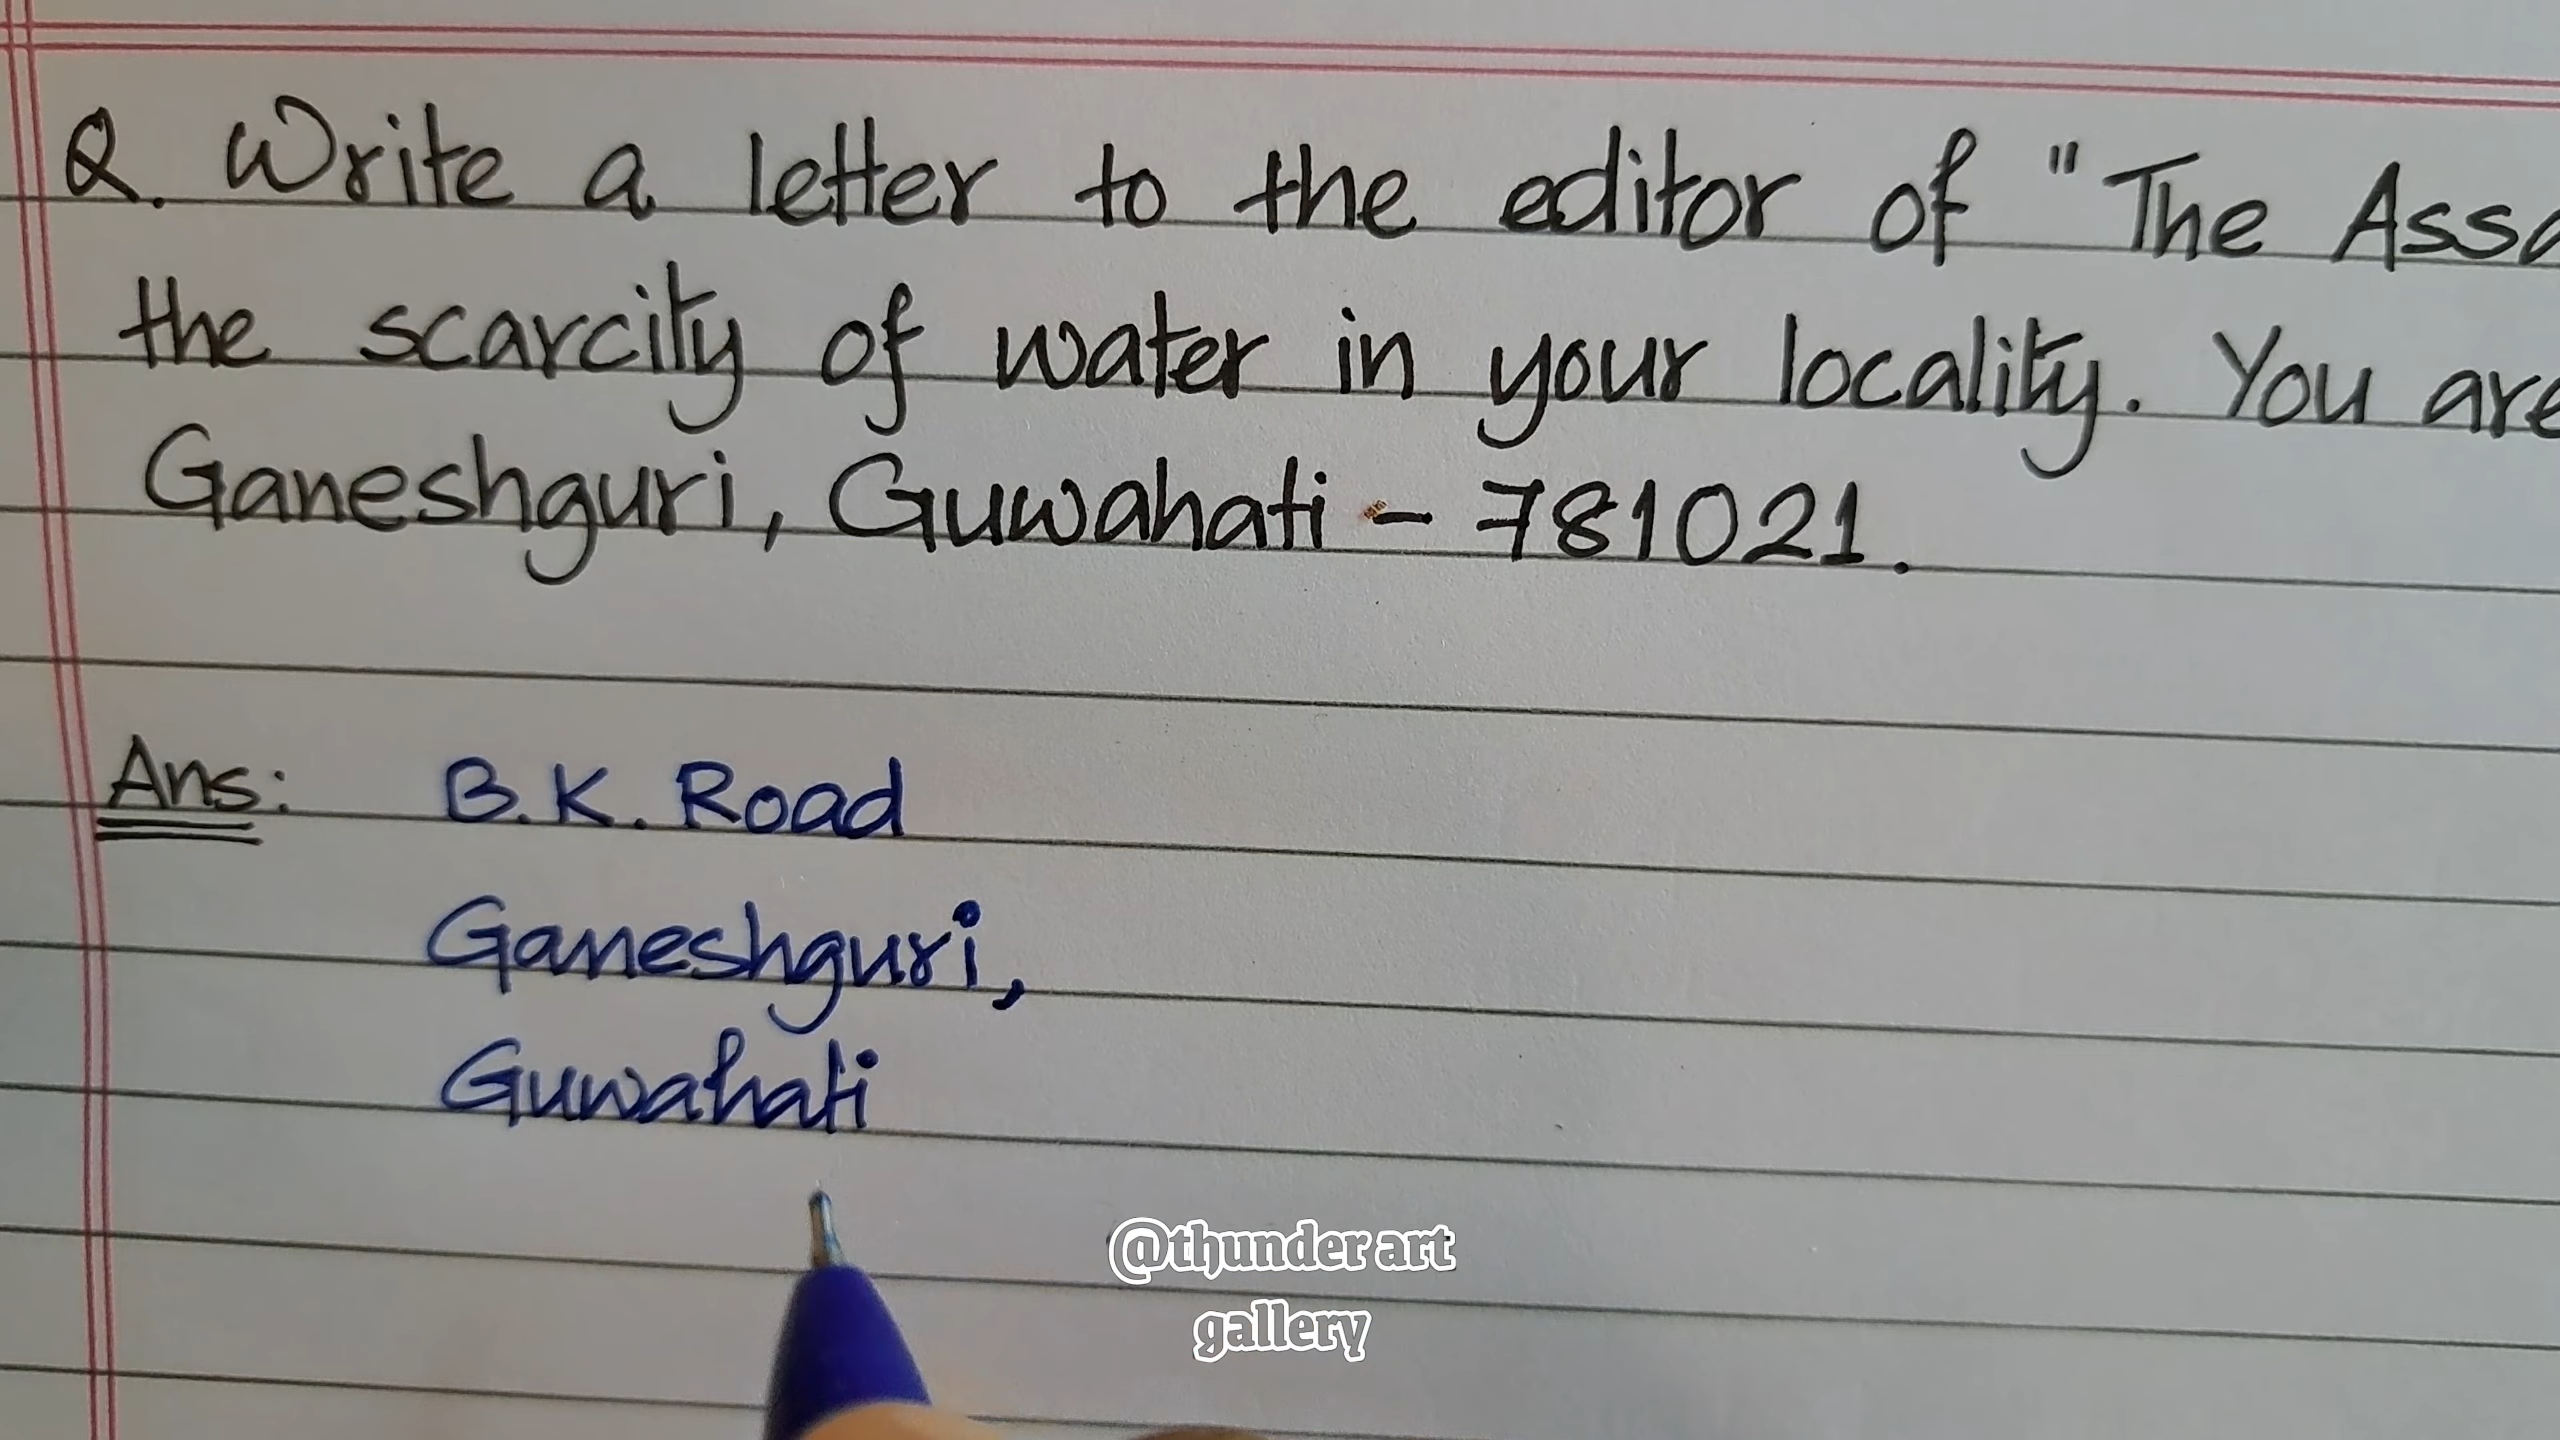 Q. Write a letter to the editor of "The Assa
the scarcity of water in your locality. You are
Ganeshguri, Guwahati - 781021.
Ans: B.K. Road
Ganeshguri,
Guwahati
@thunder art
gallery